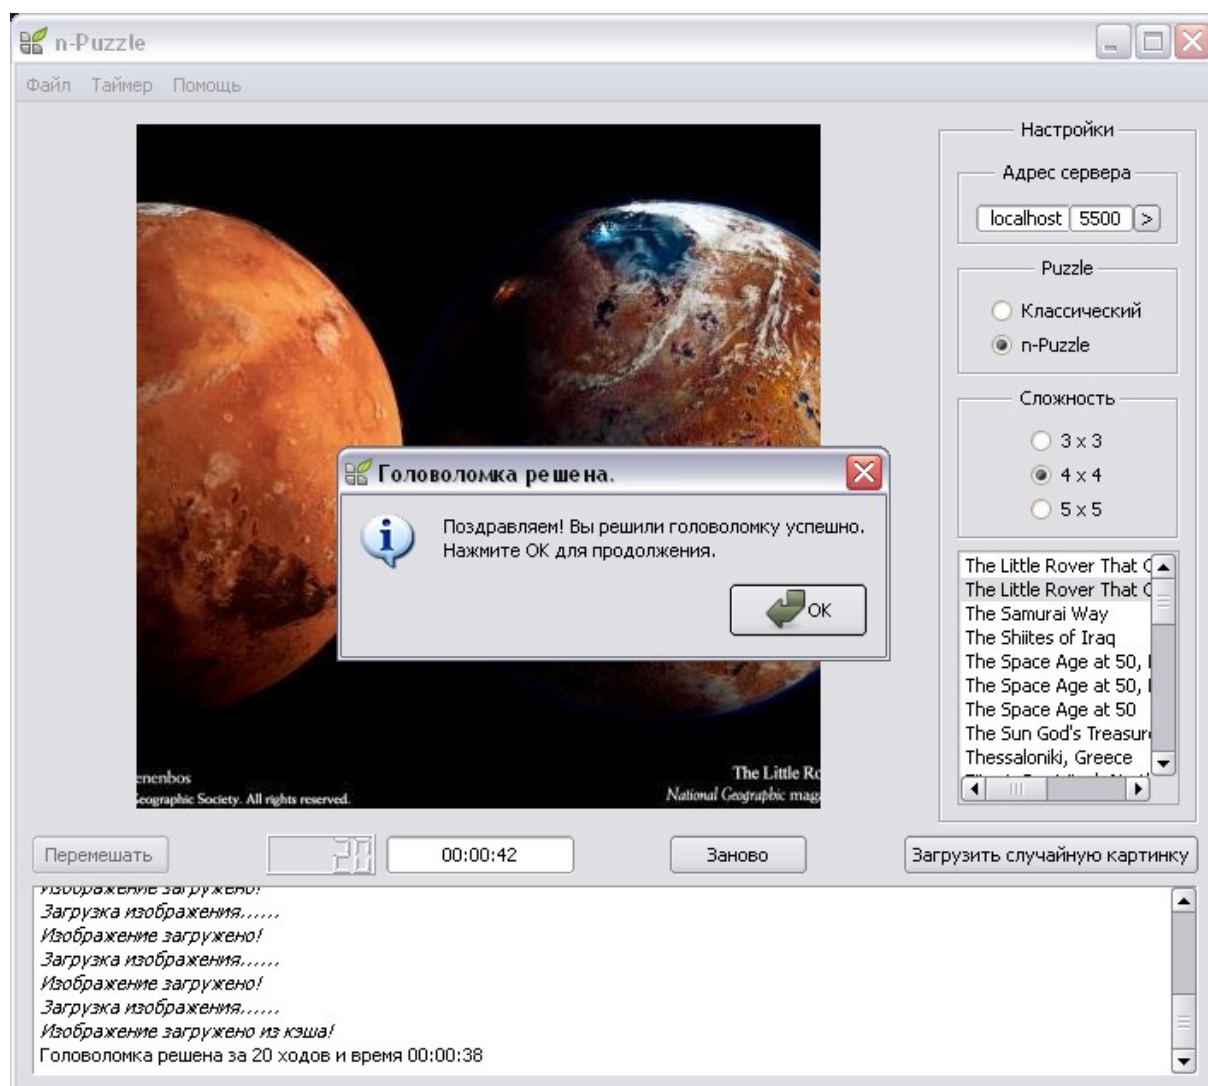 n-Puzzle
Файл Таймер Помощь
enenbos
Geographic Society. All rights reserved.
The Little Ro
National Geographic maga
Головоломка решена.
Поздравляем! Вы решили головоломку успешно.
Нажмите ОК для продолжения.
OK
Настройки
Адрес сервера
localhost 5500 >
Puzzle
Классический
n-Puzzle
Сложность
3 x 3
4 x 4
5 x 5
The Little Rover That C
The Little Rover That C
The Samurai Way
The Shiites of Iraq
The Space Age at 50,
The Space Age at 50,
The Space Age at 50
The Sun God's Treasur
Thessaloniki, Greece
Перемешать 20 00:00:42 Заново Загрузить случайную картинку
Изображение загружено!
Загрузка изображения......
Изображение загружено!
Загрузка изображения......
Изображение загружено!
Загрузка изображения......
Изображение загружено из кэша!
Головоломка решена за 20 ходов и время 00:00:38